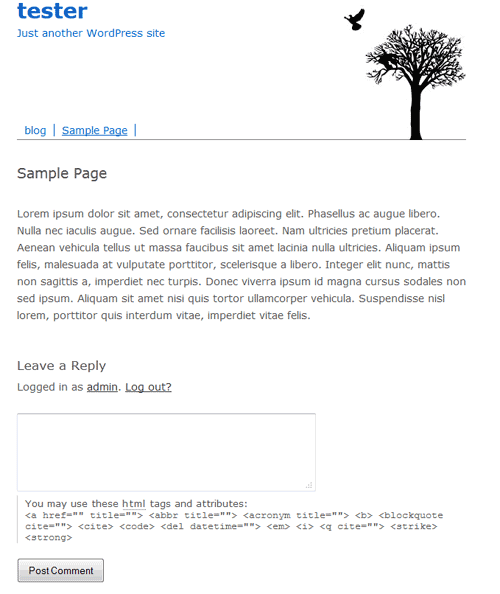 tester
Just another WordPress site
blog | Sample Page |
Sample Page
Lorem ipsum dolor sit amet, consectetur adipiscing elit. Phasellus ac augue libero.
Nulla nec iaculis augue. Sed ornare facilisis laoreet. Nam ultricies pretium placerat.
Aenean vehicula tellus ut massa faucibus sit amet lacinia nulla ultricies. Aliquam ipsum
felis, malesuada at vulputate porttitor, scelerisque a libero. Integer elit nunc, mattis
non sagittis a, imperdiet nec turpis. Donec viverra ipsum id magna cursus sodales non
sed ipsum. Aliquam sit amet nisi quis tortor ullamcorper vehicula. Suspendisse nisl
lorem, porttitor quis interdum vitae, imperdiet vitae felis.
Leave a Reply
Logged in as admin. Log out?
You may use these html tags and attributes:
<a href="" title=""> <abbr title=""> <acronym title=""> <b> <blockquote
cite=""> <cite> <code> <del datetime=""> <em> <i> <q cite=""> <strike>
<strong>
Post Comment